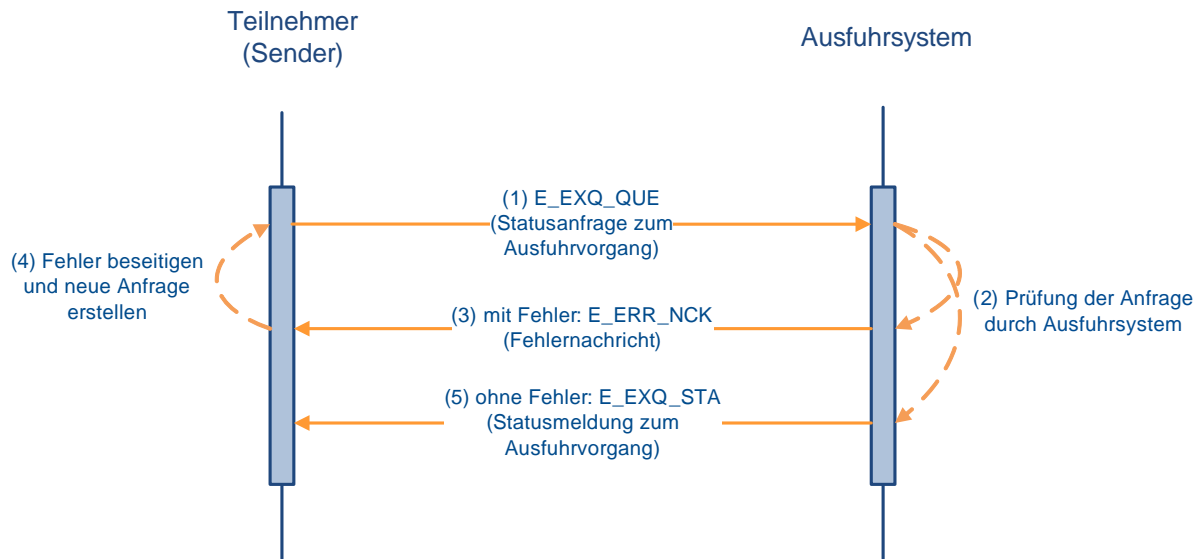 Teilnehmer
(Sender)
Ausfuhrsystem
(1) E_EXQ_QUE
(Statusanfrage zum
Ausfuhrvorgang)
(4) Fehler beseitigen
und neue Anfrage
erstellen
(2) Prüfung der Anfrage
durch Ausfuhrsystem
(3) mit Fehler: E_ERR_NCK
(Fehlernachricht)
(5) ohne Fehler: E_EXQ_STA
(Statusmeldung zum
Ausfuhrvorgang)